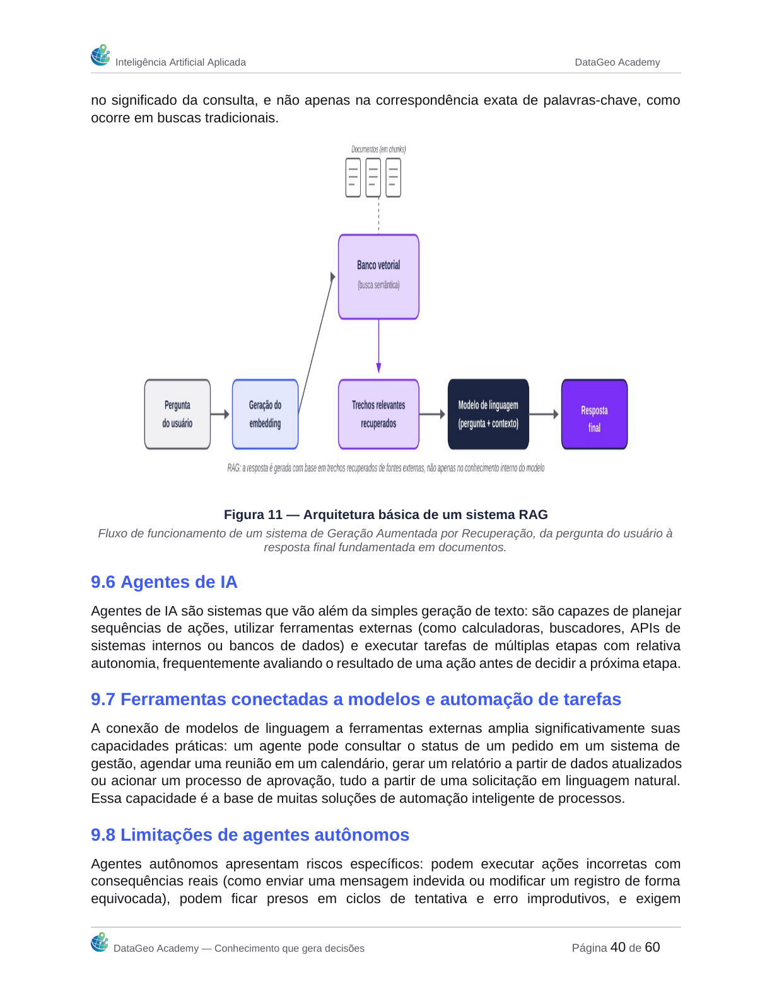 Inteligência Artificial Aplicada DataGeo Academy
no significado da consulta, e não apenas na correspondência exata de palavras-chave, como
ocorre em buscas tradicionais.
Documentos (em chunks)
Banco vetorial
(busca semântica)
Pergunta
do usuário
Geração do
embedding
Trechos relevantes
recuperados
Modelo de linguagem
(pergunta + contexto)
Resposta
final
RAG: a resposta é gerada com base em trechos recuperados de fontes externas, não apenas no conhecimento interno do modelo
Figura 11 — Arquitetura básica de um sistema RAG
Fluxo de funcionamento de um sistema de Geração Aumentada por Recuperação, da pergunta do usuário à
resposta final fundamentada em documentos.
9.6 Agentes de IA
Agentes de IA são sistemas que vão além da simples geração de texto: são capazes de planejar
sequências de ações, utilizar ferramentas externas (como calculadoras, buscadores, APIs de
sistemas internos ou bancos de dados) e executar tarefas de múltiplas etapas com relativa
autonomia, frequentemente avaliando o resultado de uma ação antes de decidir a próxima etapa.
9.7 Ferramentas conectadas a modelos e automação de tarefas
A conexão de modelos de linguagem a ferramentas externas amplia significativamente suas
capacidades práticas: um agente pode consultar o status de um pedido em um sistema de
gestão, agendar uma reunião em um calendário, gerar um relatório a partir de dados atualizados
ou acionar um processo de aprovação, tudo a partir de uma solicitação em linguagem natural.
Essa capacidade é a base de muitas soluções de automação inteligente de processos.
9.8 Limitações de agentes autônomos
Agentes autônomos apresentam riscos específicos: podem executar ações incorretas com
consequências reais (como enviar uma mensagem indevida ou modificar um registro de forma
equivocada), podem ficar presos em ciclos de tentativa e erro improdutivos, e exigem
DataGeo Academy — Conhecimento que gera decisões Página 40 de 60